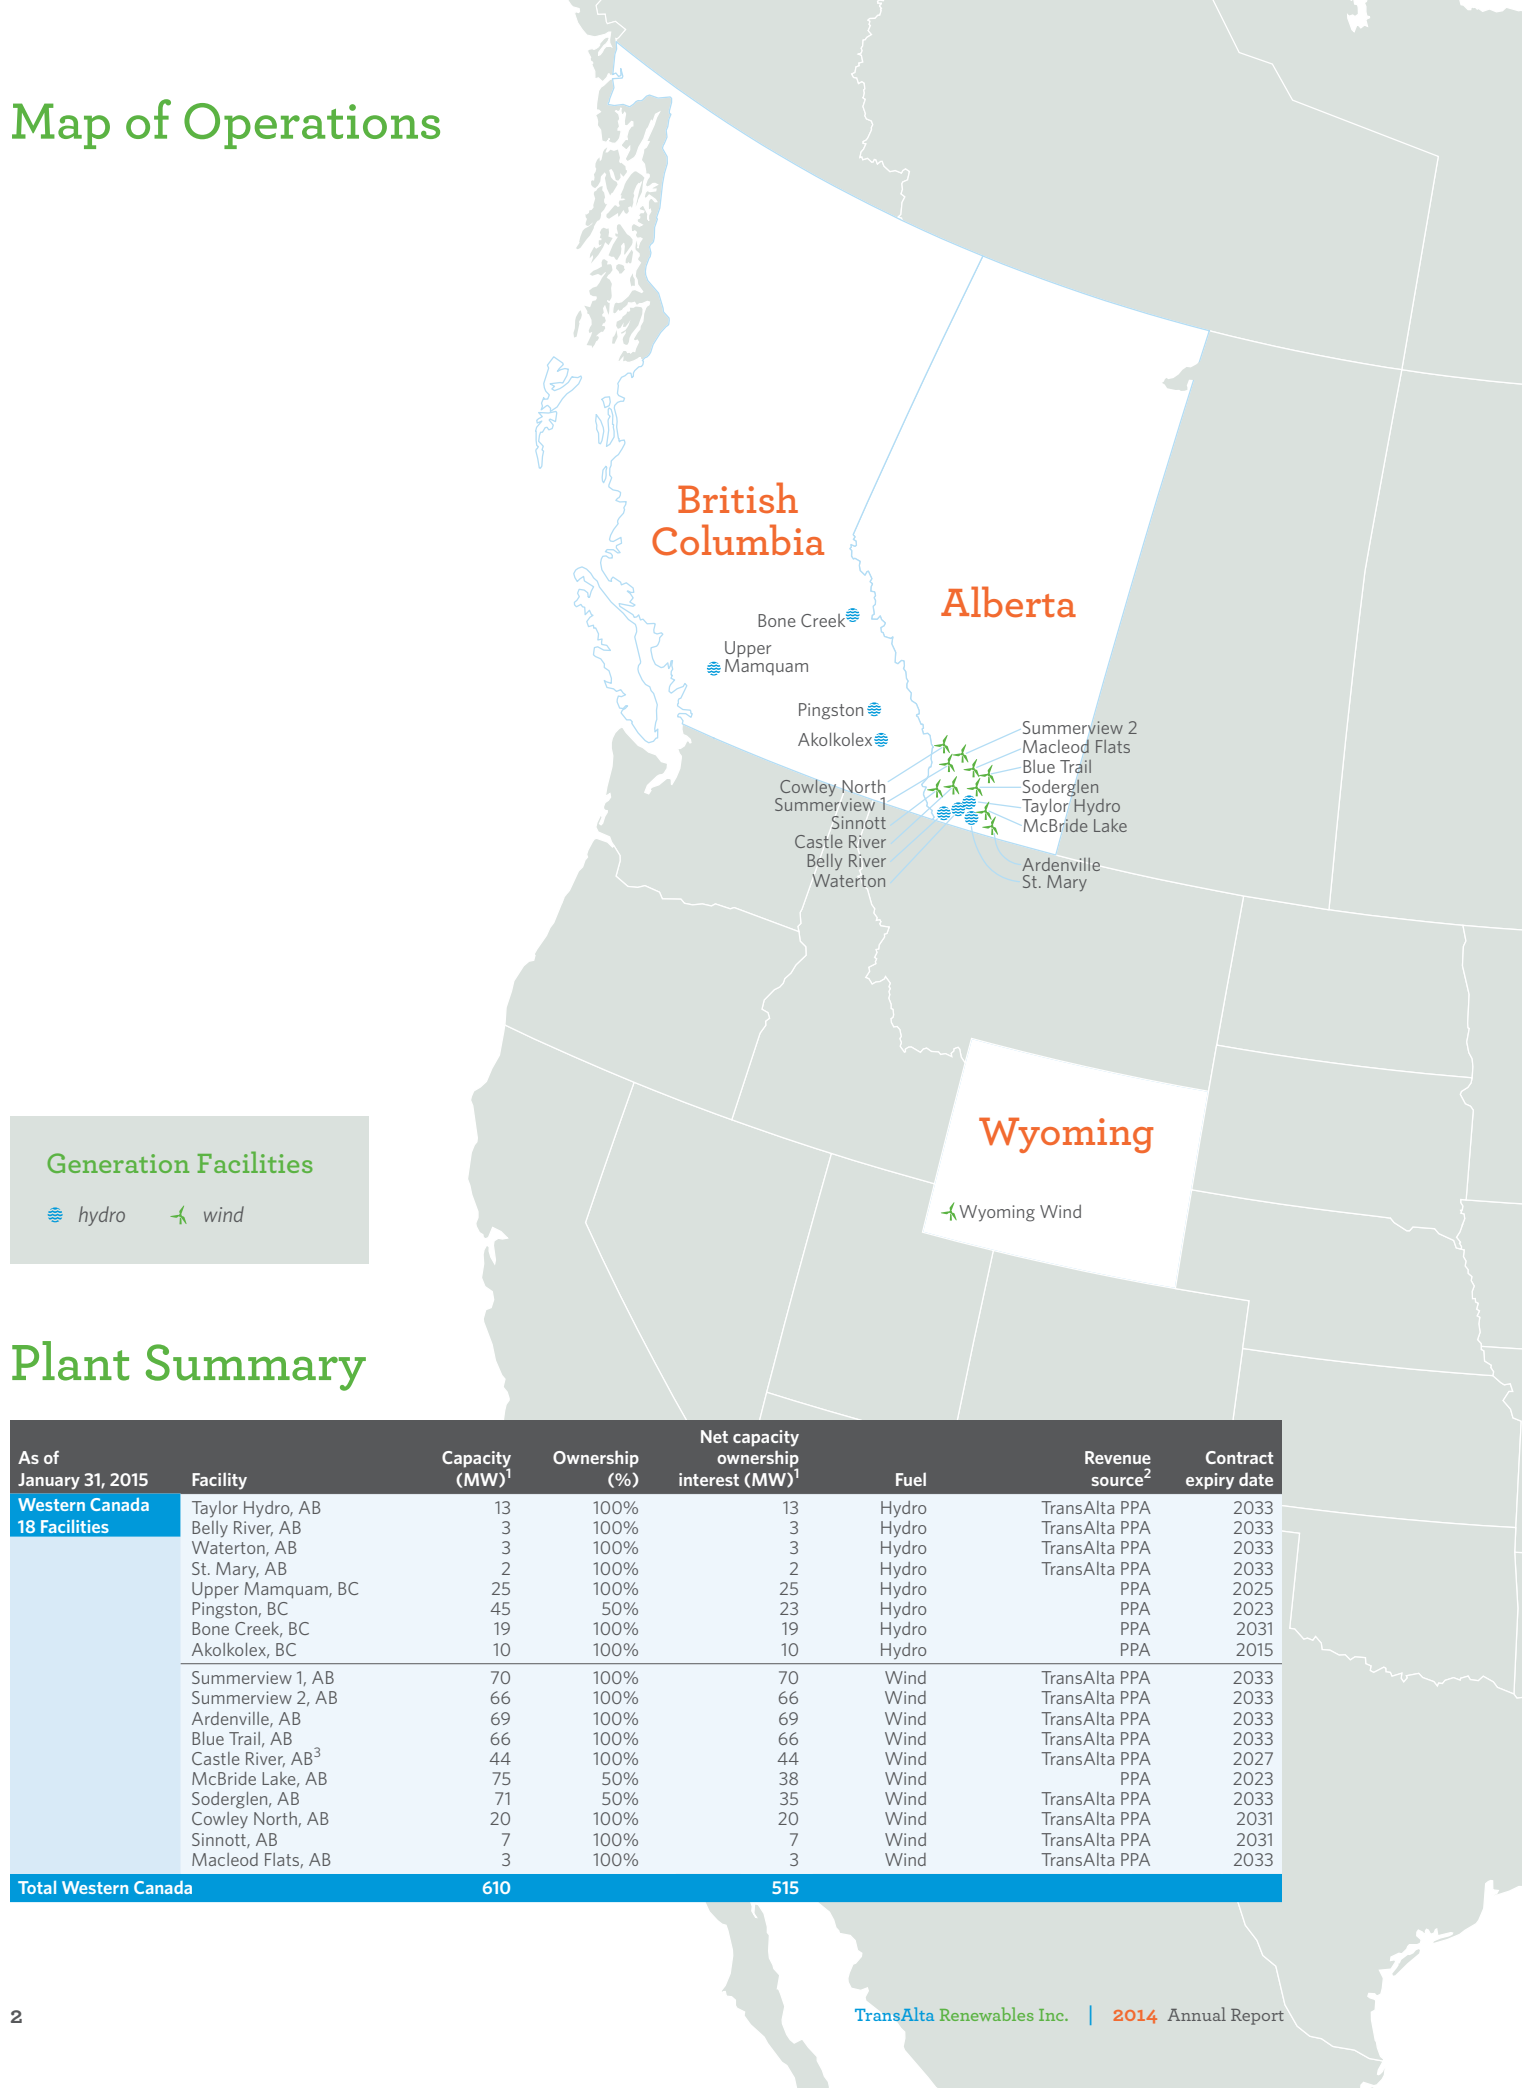 Map of Operations
British
Columbia
Alberta
Bone Creek
Upper
Mamquam
Pingston
Akolkolex
Summerview 2
Macleod Flats
Blue Trail
Soderglen
Taylor Hydro
McBride Lake
Cowley North
Summerview 1
Sinnott
Castle River
Belly River
Waterton
Ardenville
St. Mary
Wyoming
Wyoming Wind
Generation Facilities
hydro wind
Plant Summary
As of January 31, 2015 Facility Capacity (MW)1 Ownership (%) Net capacity ownership interest (MW)1 Fuel Revenue source2 Contract expiry date
Western Canada
18 Facilities
Taylor Hydro, AB 13 100% 13 Hydro TransAlta PPA 2033
Belly River, AB 3 100% 3 Hydro TransAlta PPA 2033
Waterton, AB 3 100% 3 Hydro TransAlta PPA 2033
St. Mary, AB 2 100% 2 Hydro TransAlta PPA 2033
Upper Mamquam, BC 25 100% 25 Hydro PPA 2025
Pingston, BC 45 50% 23 Hydro PPA 2023
Bone Creek, BC 19 100% 19 Hydro PPA 2031
Akolkolex, BC 10 100% 10 Hydro PPA 2015
Summerview 1, AB 70 100% 70 Wind TransAlta PPA 2033
Summerview 2, AB 66 100% 66 Wind TransAlta PPA 2033
Ardenville, AB 69 100% 69 Wind TransAlta PPA 2033
Blue Trail, AB 66 100% 66 Wind TransAlta PPA 2033
Castle River, AB3 44 100% 44 Wind TransAlta PPA 2027
McBride Lake, AB 75 50% 38 Wind PPA 2023
Soderglen, AB 71 50% 35 Wind TransAlta PPA 2033
Cowley North, AB 20 100% 20 Wind TransAlta PPA 2031
Sinnott, AB 7 100% 7 Wind TransAlta PPA 2031
Macleod Flats, AB 3 100% 3 Wind TransAlta PPA 2033
Total Western Canada 610 515
2 TransAlta Renewables Inc. | 2014 Annual Report